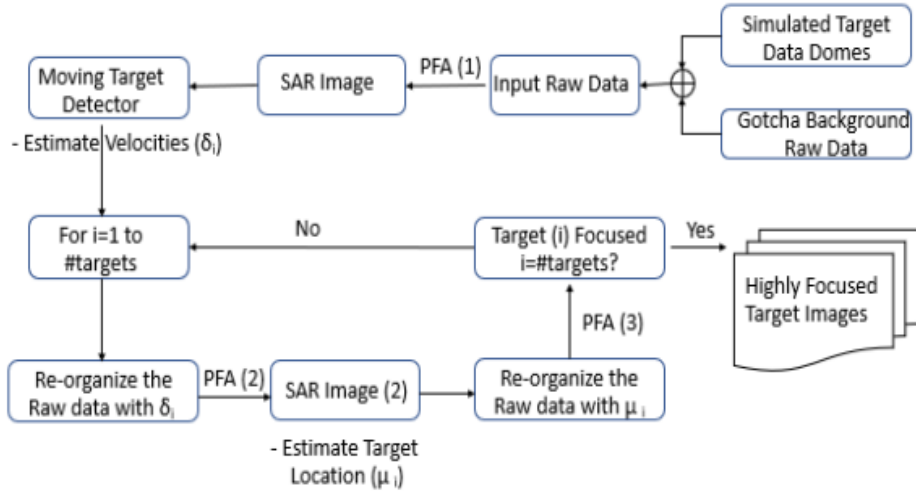 Simulated Target
Data Domes
PFA (1)
Moving Target
Detector
SAR Image
Input Raw Data
Gotcha Background
Raw Data
- Estimate Velocities (δᵢ)
For i=1 to
#targets
No
Target (i) Focused
i=#targets?
Yes
Highly Focused
Target Images
PFA (3)
Re-organize the
Raw data with δᵢ
PFA (2)
SAR Image (2)
Re-organize the
Raw data with μ ᵢ
- Estimate Target
Location (μ ᵢ)